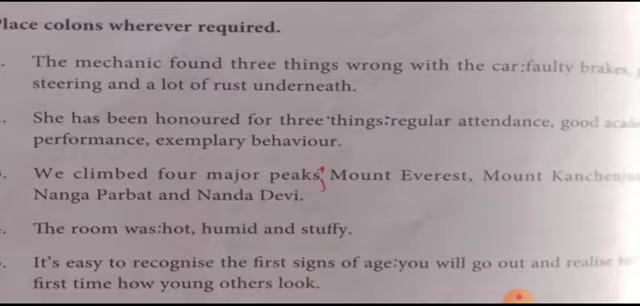 lace colons wherever required.
. The mechanic found three things wrong with the car:faulty brakes,
steering and a lot of rust underneath.
. She has been honoured for three things:regular attendance, good
performance, exemplary behaviour.
. We climbed four major peaks: Mount Everest, Mount
Nanga Parbat and Nanda Devi.
. The room was:hot, humid and stuffy.
. It's easy to recognise the first signs of age:you will go out and realise
first time how young others look.